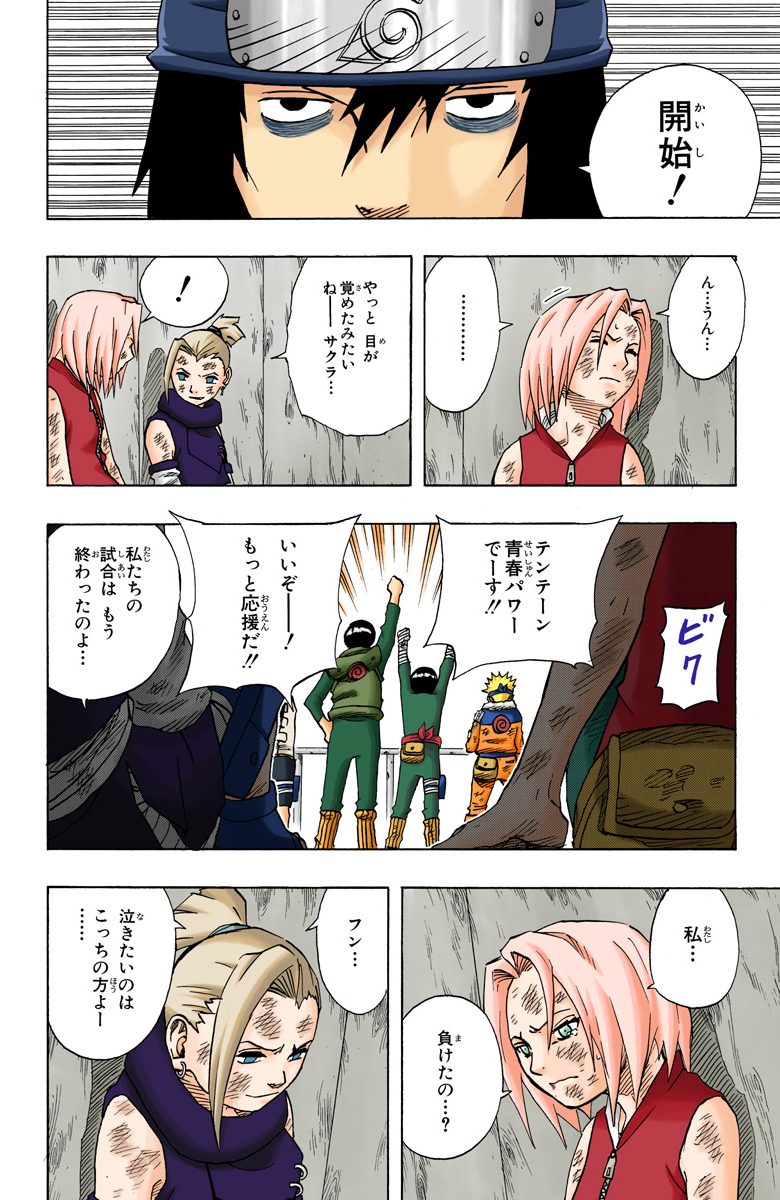 開始！
ん…うん…
…………
やっと 目が
覚めたみたい
ね――サクラ…
！
ビク
テンテーン
青春パワー
でーす!!
いいぞ――！
もっと応援だ!!
私たちの
試合は もう
終わったのよ…
私…
負けたの…？
フン…
泣きたいのは
こっちの方よー
……